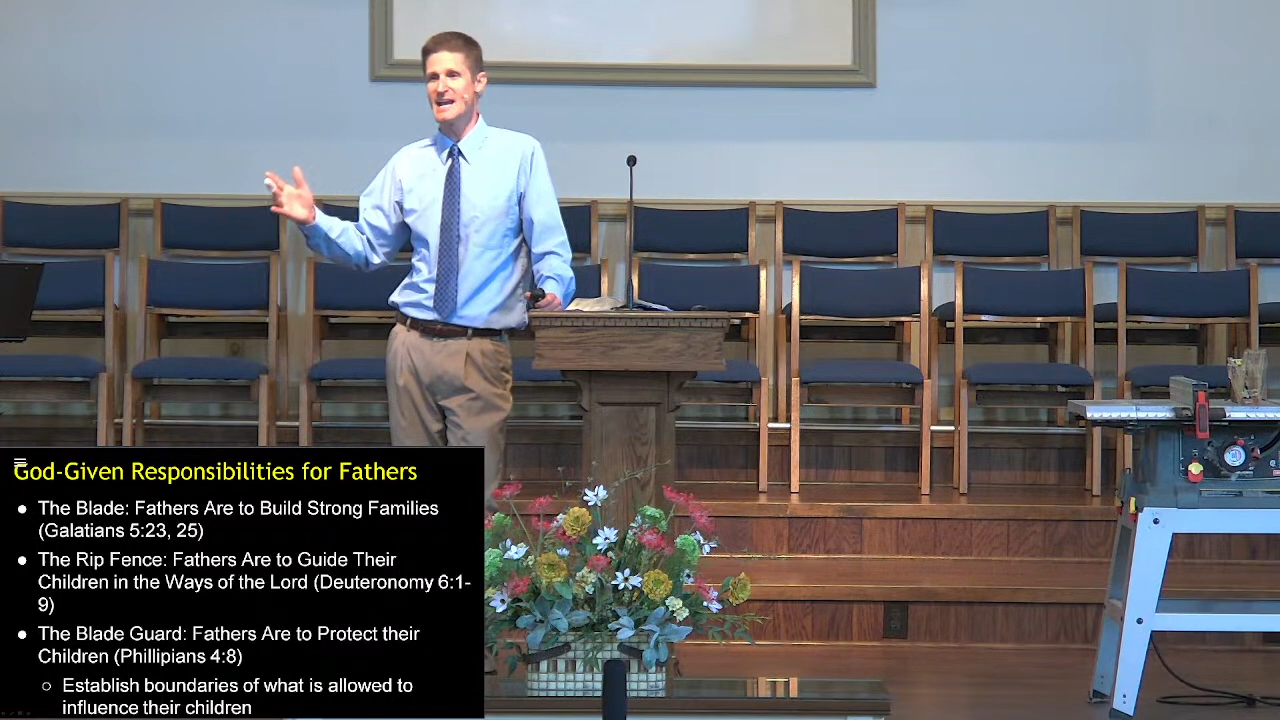 God-Given Responsibilities for Fathers
● The Blade: Fathers Are to Build Strong Families
(Galatians 5:23, 25)
● The Rip Fence: Fathers Are to Guide Their
Children in the Ways of the Lord (Deuteronomy 6:1-
9)
● The Blade Guard: Fathers Are to Protect their
Children (Phillipians 4:8)
○ Establish boundaries of what is allowed to
influence their children